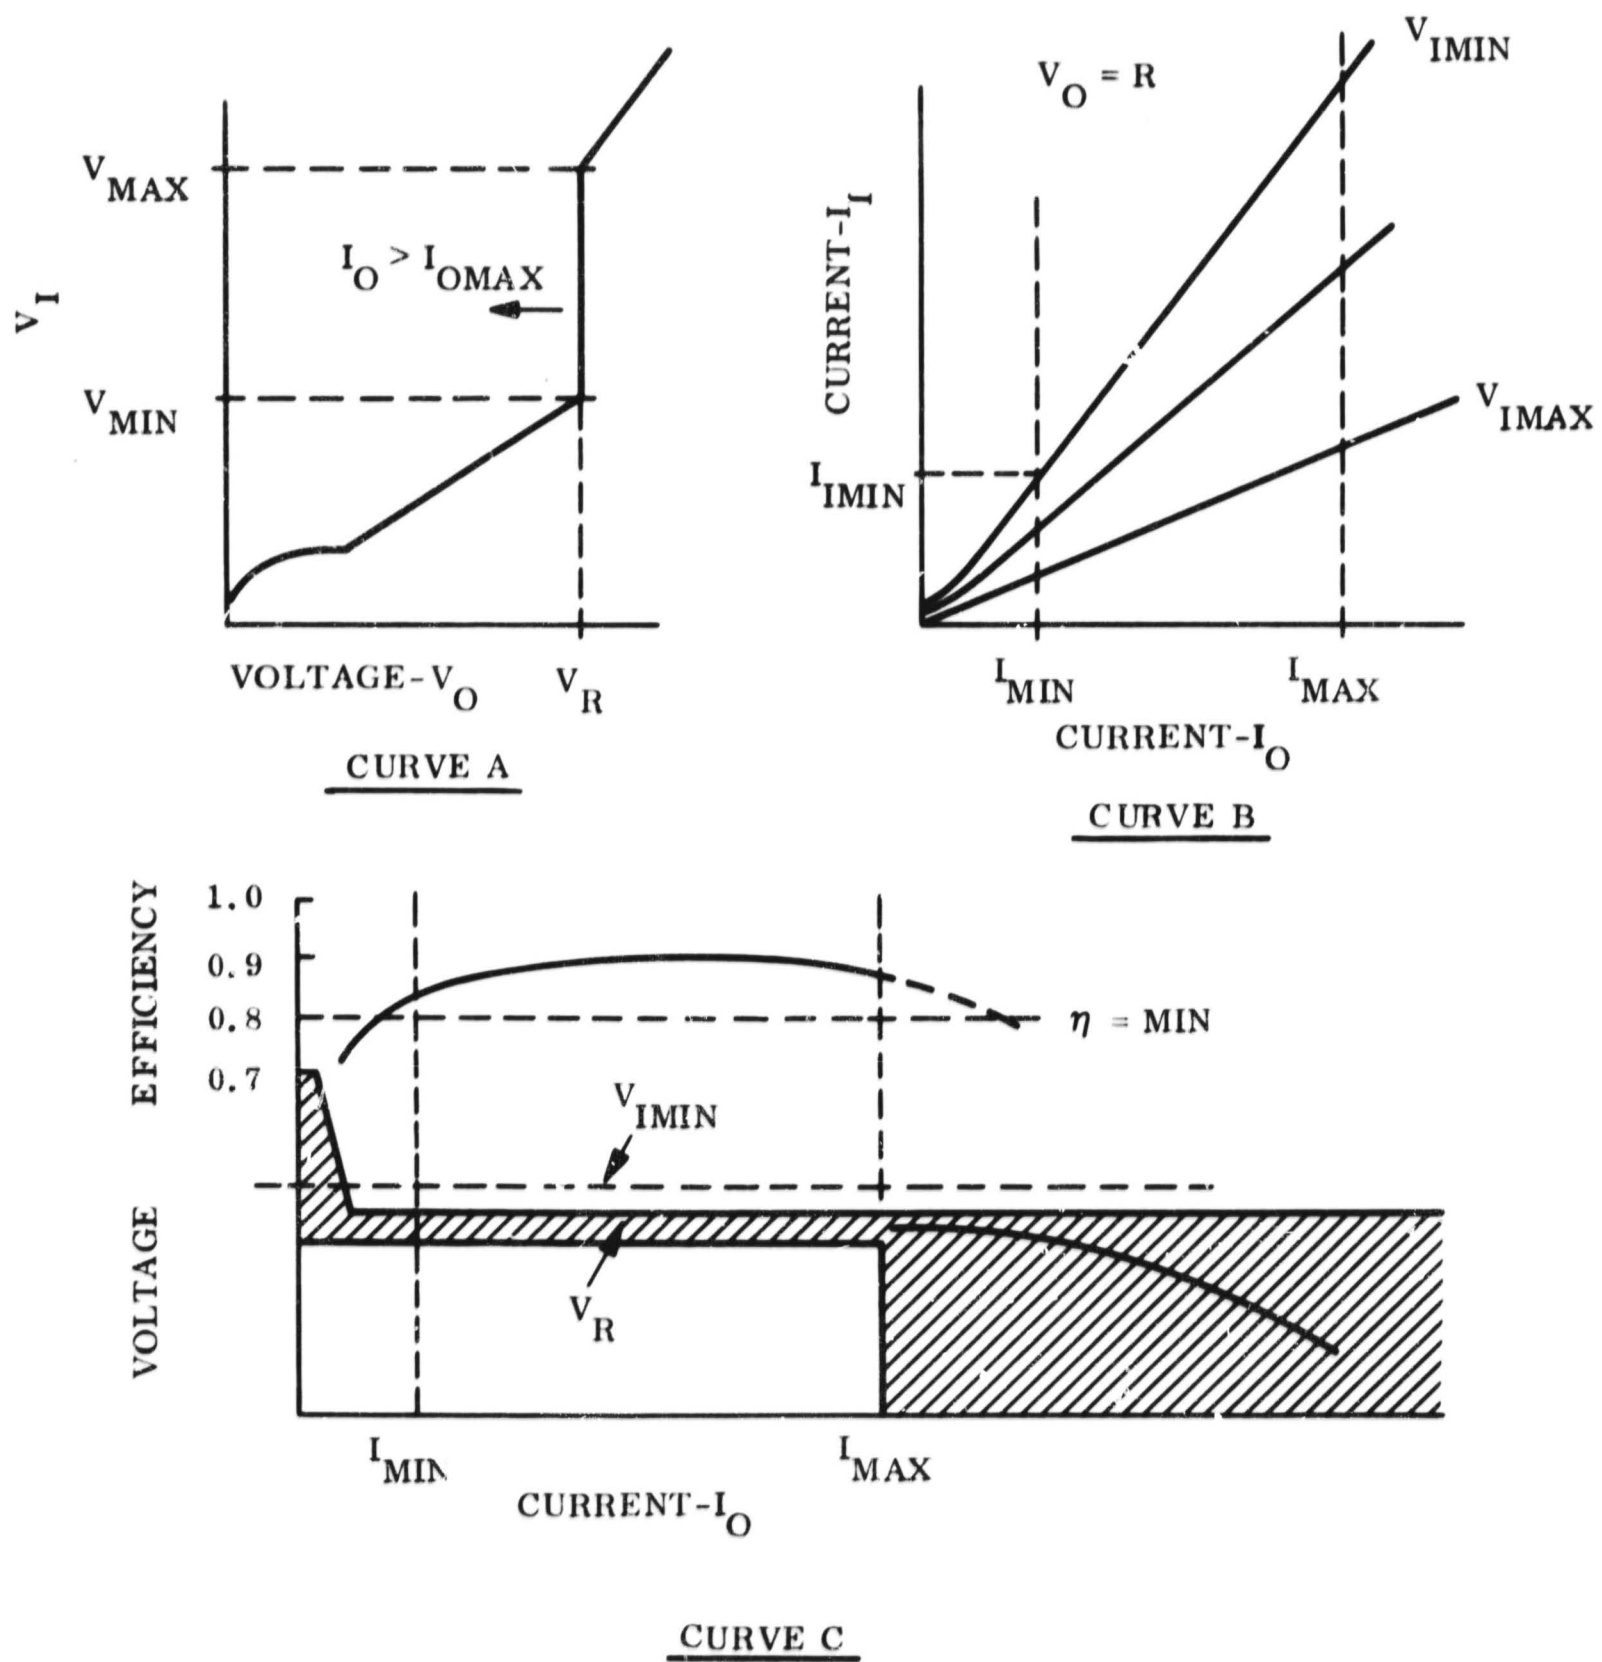 V_MAX
I_O > I_OMAX
V_I
V_MIN
VOLTAGE-V_O
V_R
CURVE A
V_O = R
V_IMIN
CURRENT-I_I
V_IMAX
I_IMIN
I_MIN
I_MAX
CURRENT-I_O
CURVE B
EFFICIENCY
1.0
0.9
0.8
0.7
η = MIN
V_IMIN
VOLTAGE
V_R
I_MIN
I_MAX
CURRENT-I_O
CURVE C